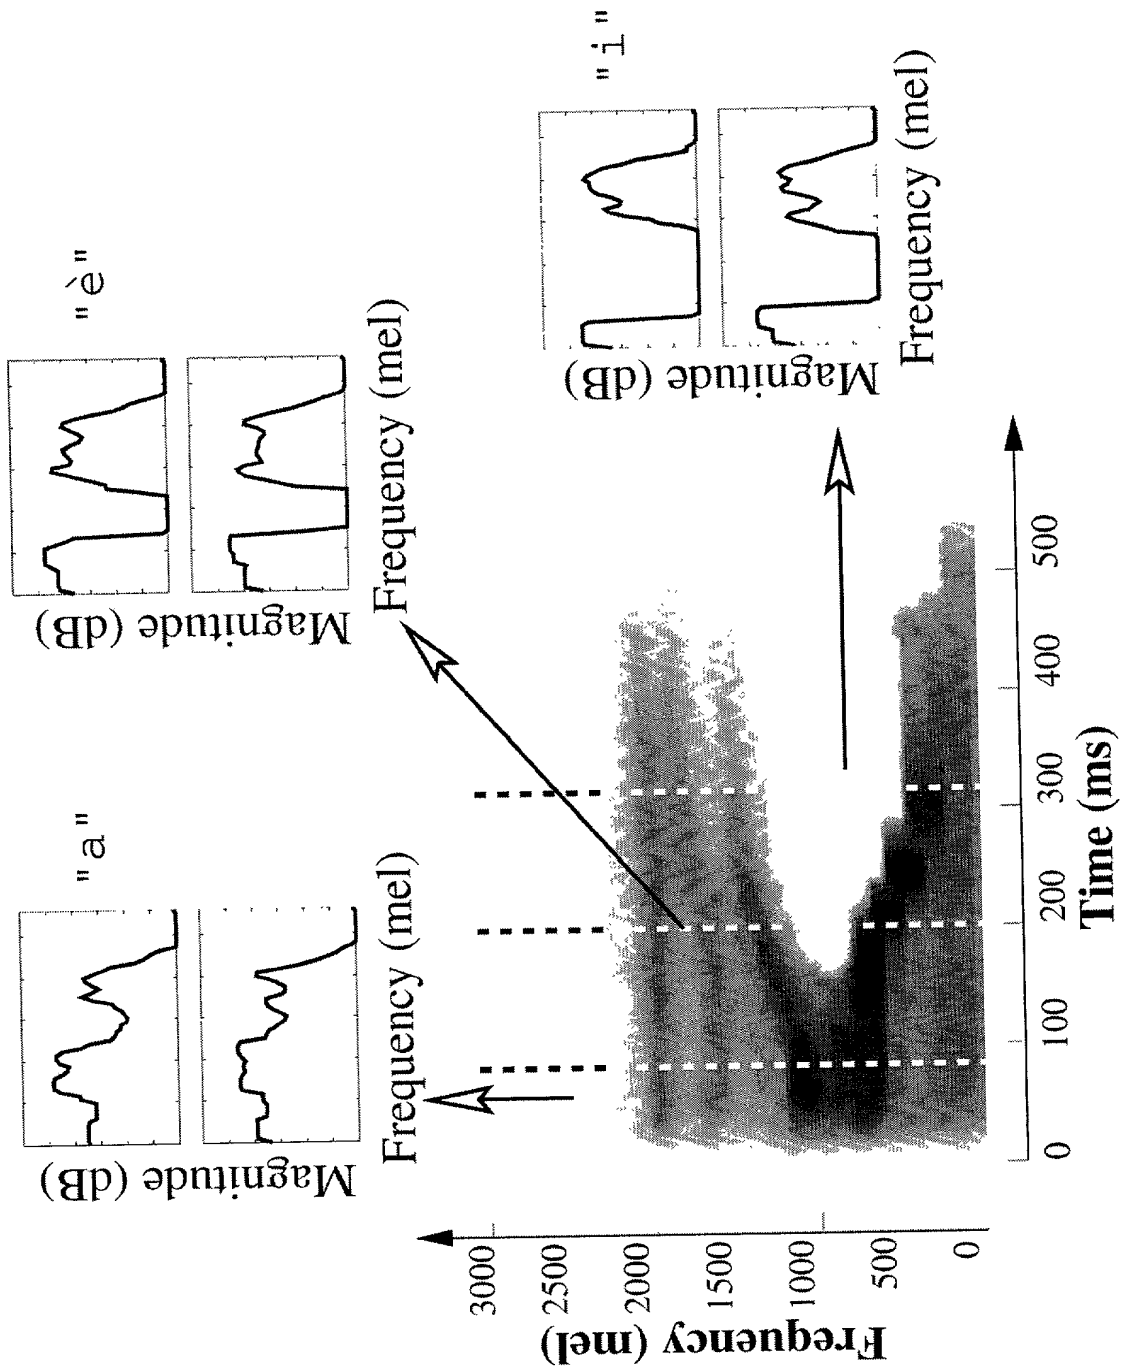 "a"
Magnitude (dB)
Frequency (mel)
"è"
Magnitude (dB)
Frequency (mel)
"i"
Magnitude (dB)
Frequency (mel)
Frequency (mel)
3000
2500
2000
1500
1000
500
0
0 100 200 300 400 500
Time (ms)